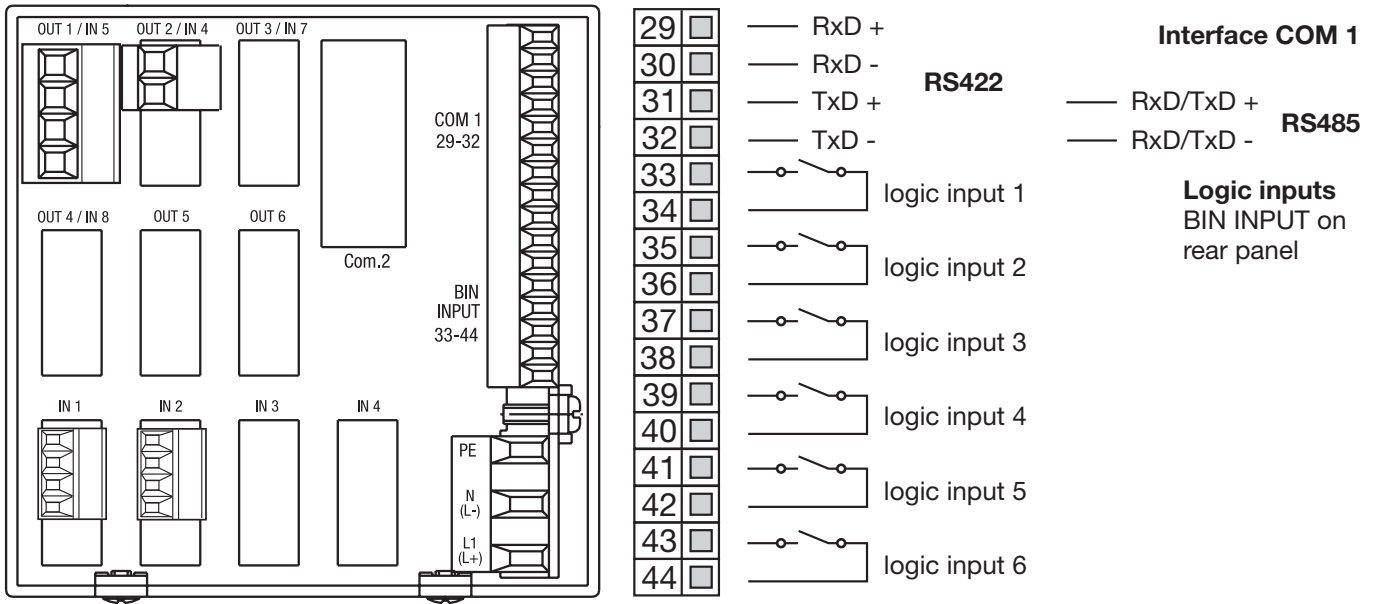 OUT 1 / IN 5
OUT 2 / IN 4
OUT 3 / IN 7
COM 1
29-32
OUT 4 / IN 8
OUT 5
OUT 6
Com.2
BIN
INPUT
33-44
IN 1
IN 2
IN 3
IN 4
PE
N
(L-)
L1
(L+)
29
RxD +
30
RxD -
31
TxD +
32
TxD -
RS422
Interface COM 1
RxD/TxD +
RxD/TxD -
RS485
33
34
logic input 1
35
36
logic input 2
37
38
logic input 3
39
40
logic input 4
41
42
logic input 5
43
44
logic input 6
Logic inputs
BIN INPUT on
rear panel